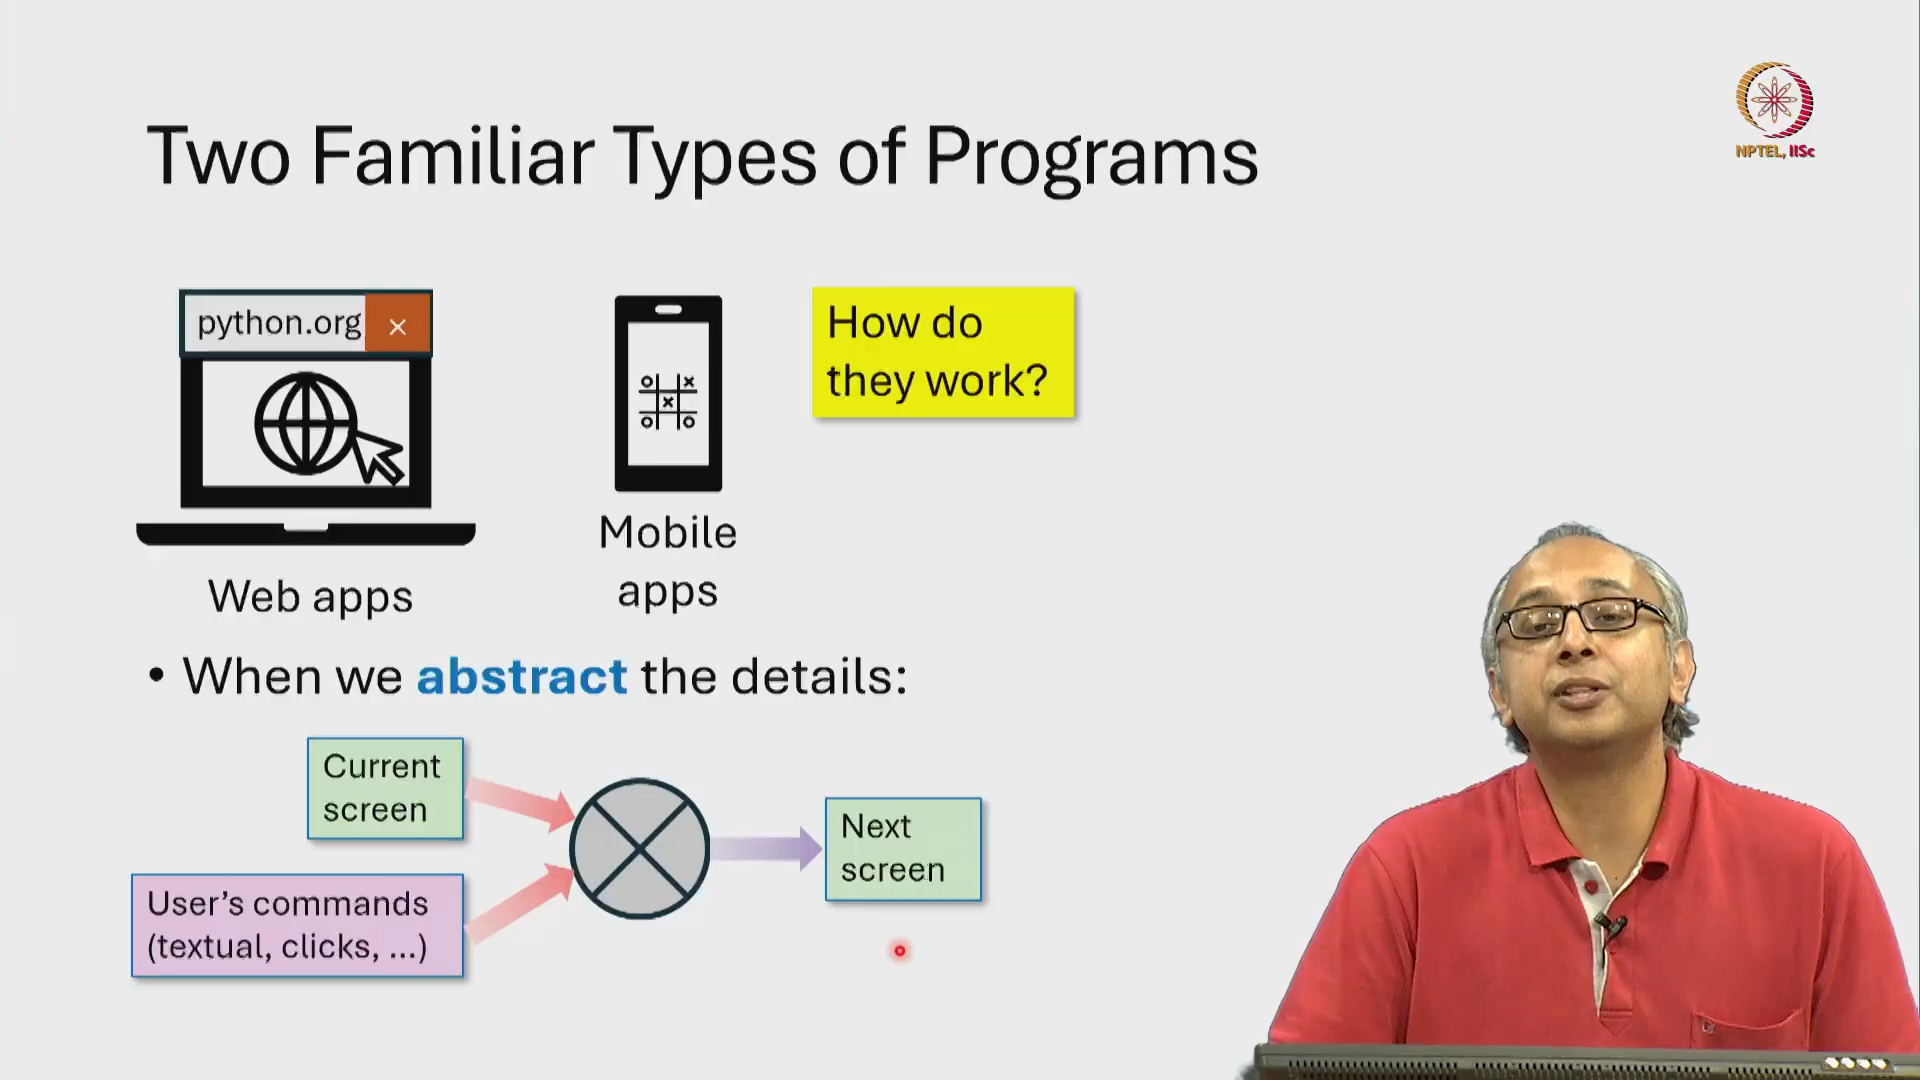 Two Familiar Types of Programs
NPTEL, IISc
python.org ×
How do
they work?
Web apps
Mobile
apps
• When we abstract the details:
Current
screen
User's commands
(textual, clicks, ...)
Next
screen